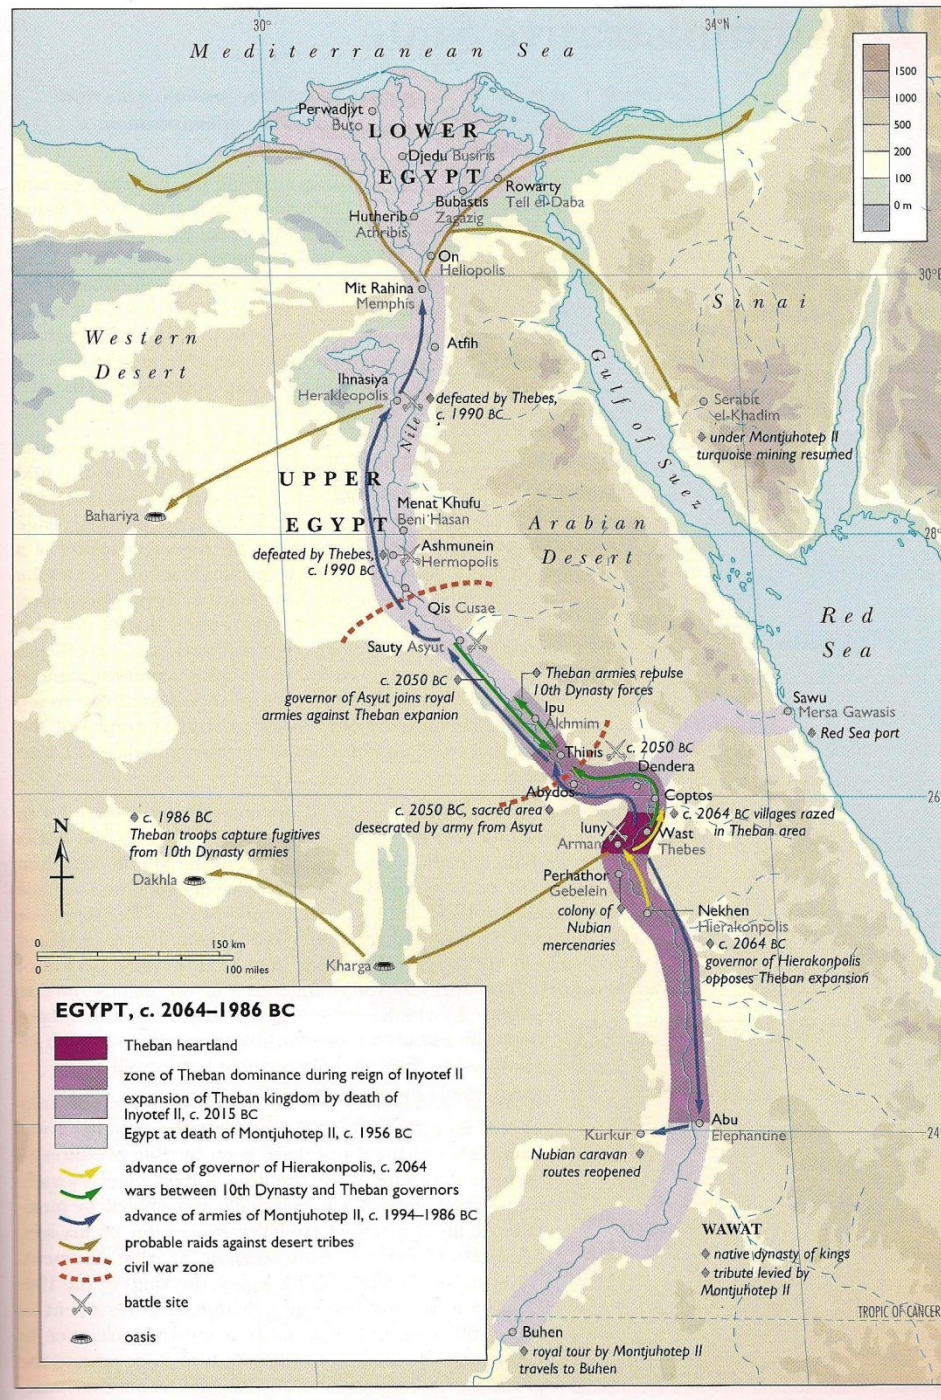 30°
34°N
Mediterranean Sea
1500
1000
500
200
100
0 m
Perwadjyt
Buto
LOWER
EGYPT
Djedu Busiris
Rowarty
Tell el-Daba
Bubastis
Zagazig
Hutherib
Athribis
On
Heliopolis
30°E
Mit Rahina
Memphis
Sinai
Western
Desert
Atfih
Gulf of Suez
Ihnasiya
Herakleopolis
defeated by Thebes,
c. 1990 BC
Nile
Serabit
el-Khadim
under Montjuhotep II
turquoise mining resumed
UPPER
EGYPT
Bahariya
Menat Khufu
Beni Hasan
Arabian
Desert
28°
defeated by Thebes,
c. 1990 BC
Ashmunein
Hermopolis
Qis Cusae
Red
Sea
Sauty Asyut
c. 2050 BC
governor of Asyut joins royal
armies against Theban expanion
Theban armies repulse
10th Dynasty forces
Ipu
Akhmim
Sawu
Mersa Gawasis
Red Sea port
Thinis
c. 2050 BC
Dendera
Abydos
Coptos
26°
c. 2050 BC, sacred area
desecrated by army from Asyut
c. 2064 BC villages razed
in Theban area
N
c. 1986 BC
Theban troops capture fugitives
from 10th Dynasty armies
Iuny
Armant
Wast
Thebes
Dakhla
Perhathor
Gebelein
colony of
Nubian
mercenaries
Nekhen
Hierakonpolis
c. 2064 BC
governor of Hierakonpolis
opposes Theban expansion
0 150 km
0 100 miles
Kharga
EGYPT, c. 2064–1986 BC
Theban heartland
zone of Theban dominance during reign of Inyotef II
expansion of Theban kingdom by death of
Inyotef II, c. 2015 BC
Egypt at death of Montjuhotep II, c. 1956 BC
advance of governor of Hierakonpolis, c. 2064
wars between 10th Dynasty and Theban governors
advance of armies of Montjuhotep II, c. 1994–1986 BC
probable raids against desert tribes
civil war zone
battle site
oasis
Abu
Elephantine
24°
Kurkur
Nubian caravan
routes reopened
WAWAT
native dynasty of kings
tribute levied by
Montjuhotep II
TROPIC OF CANCER
Buhen
royal tour by Montjuhotep II
travels to Buhen